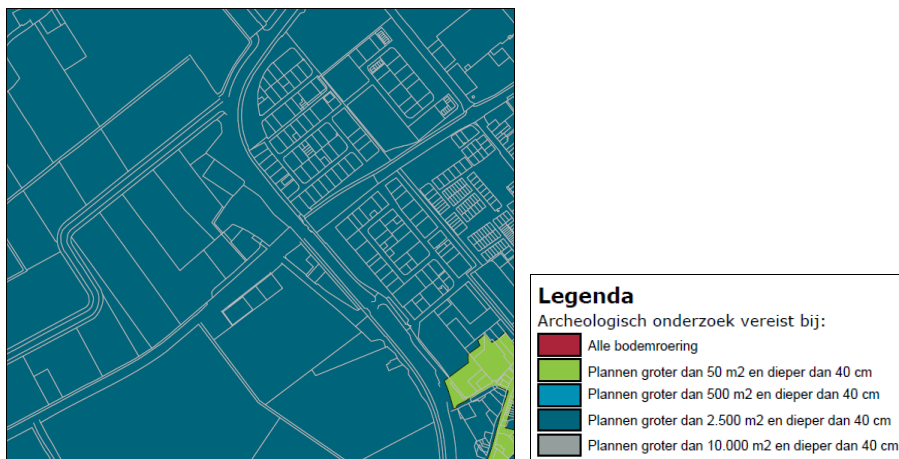 Legenda
Archeologisch onderzoek vereist bij:
Alle bodemroering
Plannen groter dan 50 m2 en dieper dan 40 cm
Plannen groter dan 500 m2 en dieper dan 40 cm
Plannen groter dan 2.500 m2 en dieper dan 40 cm
Plannen groter dan 10.000 m2 en dieper dan 40 cm